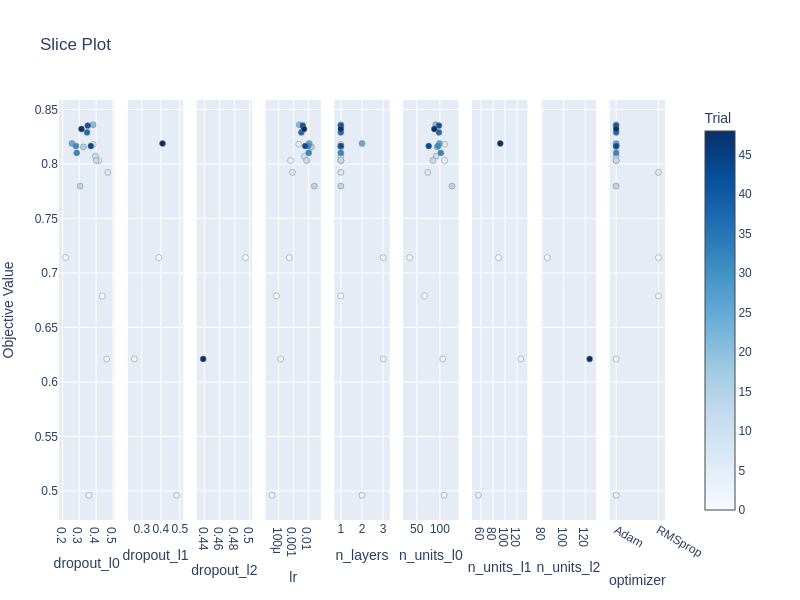 Slice Plot
Trial
0.85
0.8
0.75
0.7
0.65
0.6
0.55
0.5
Objective Value
45
40
35
30
25
20
15
10
5
0
0.2 0.3 0.4 0.5
dropout_l0
0.3 0.4 0.5
dropout_l1
0.44 0.46 0.48 0.5
dropout_l2
100μ 0.001 0.01
lr
1 2 3
n_layers
50 100
n_units_l0
60 80 100 120
n_units_l1
80 100 120
n_units_l2
Adam RMSprop
optimizer